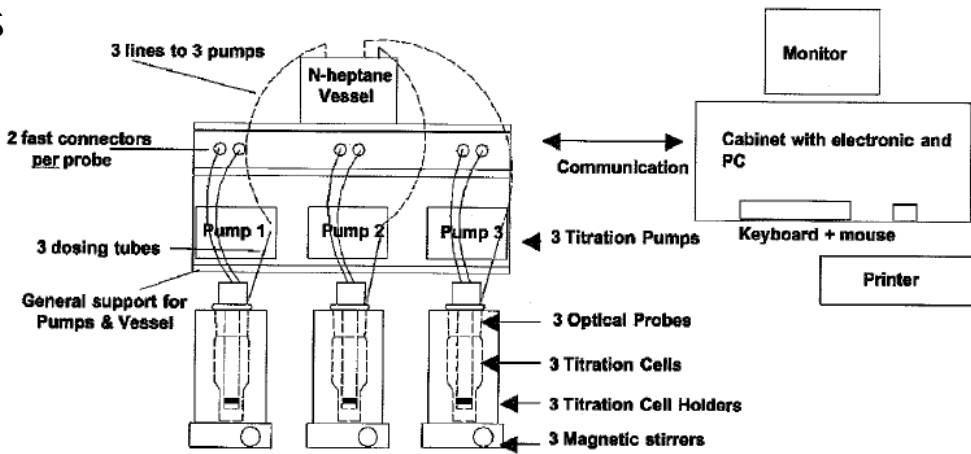 S
3 lines to 3 pumps
N-heptane
Vessel
Monitor
2 fast connectors
per probe
Communication
Cabinet with electronic and
PC
Pump 1
Pump 2
Pump 3
3 dosing tubes
3 Titration Pumps
Keyboard + mouse
Printer
General support for
Pumps & Vessel
3 Optical Probes
3 Titration Cells
3 Titration Cell Holders
3 Magnetic stirrers